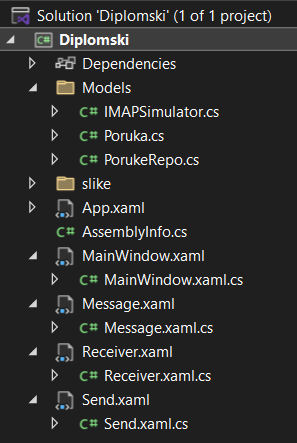 Solution 'Diplomski' (1 of 1 project)
C# Diplomski
Dependencies
Models
C# IMAPSimulator.cs
C# Poruka.cs
C# PorukeRepo.cs
slike
App.xaml
C# AssemblyInfo.cs
MainWindow.xaml
C# MainWindow.xaml.cs
Message.xaml
C# Message.xaml.cs
Receiver.xaml
C# Receiver.xaml.cs
Send.xaml
C# Send.xaml.cs